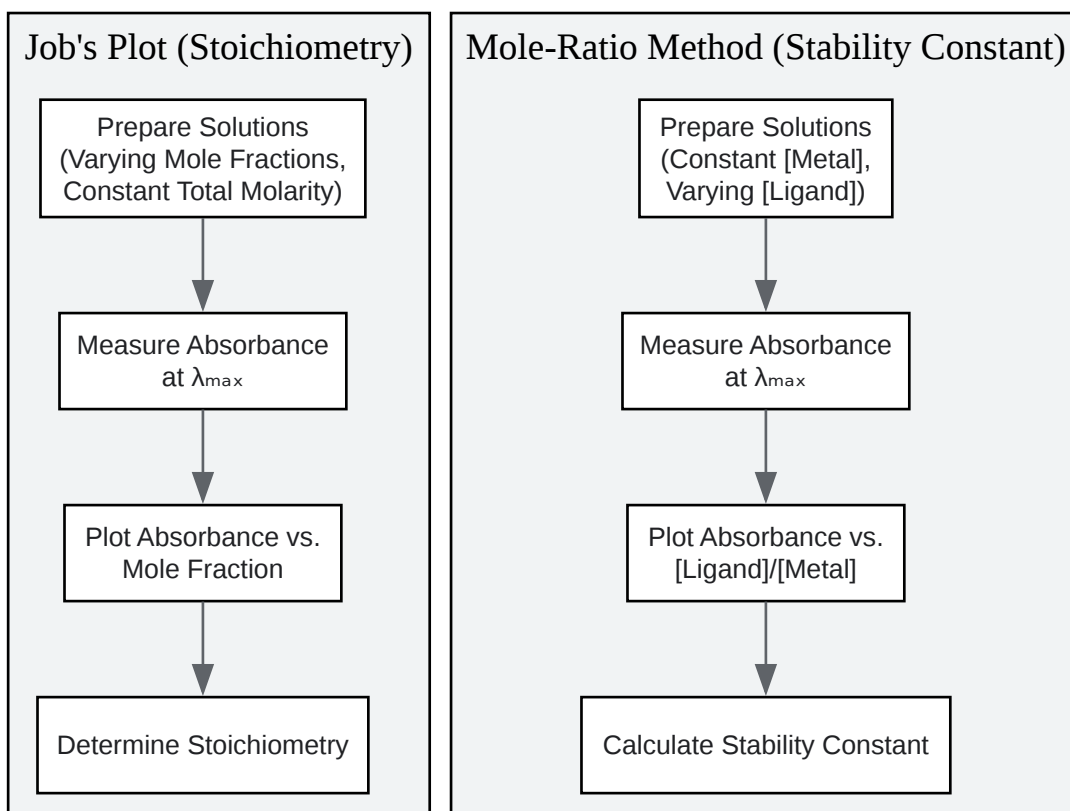 Job's Plot (Stoichiometry)
Prepare Solutions
(Varying Mole Fractions,
Constant Total Molarity)
Measure Absorbance
at λₘₐₓ
Plot Absorbance vs.
Mole Fraction
Determine Stoichiometry
Mole-Ratio Method (Stability Constant)
Prepare Solutions
(Constant [Metal],
Varying [Ligand])
Measure Absorbance
at λₘₐₓ
Plot Absorbance vs.
[Ligand]/[Metal]
Calculate Stability Constant